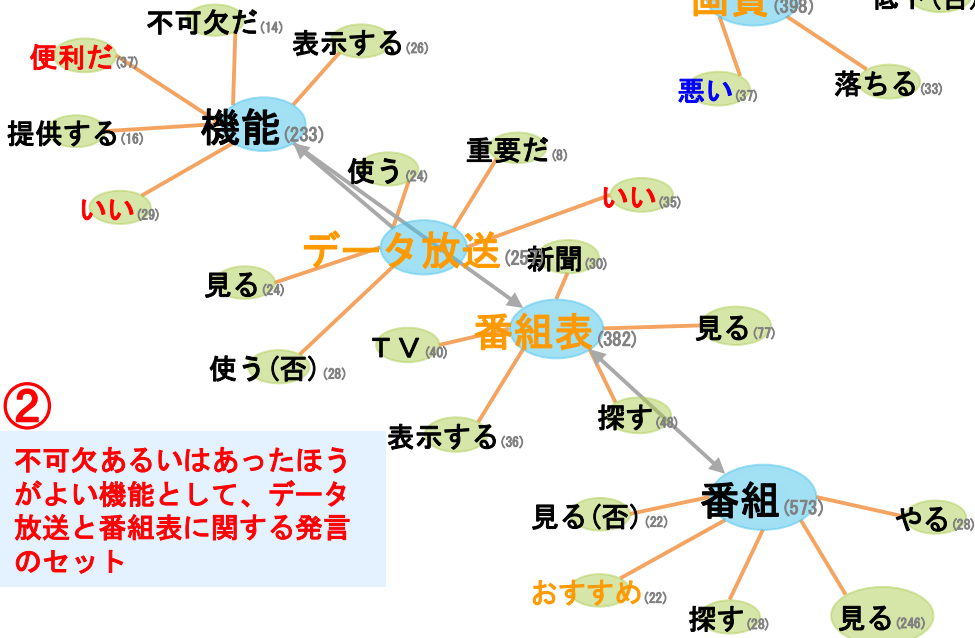 画質(398)
不可欠だ(14)
表示する(26)
便利だ(37)
悪い(37)
落ちる(33)
提供する(16)
機能(233)
重要だ(8)
使う(24)
いい(29)
いい(35)
データ放送
新聞(30)
見る(24)
番組表(382)
見る(77)
ＴＶ(40)
使う(否)(28)
②
探す(48)
表示する(36)
不可欠あるいはあったほう
がよい機能として、データ
放送と番組表に関する発言
のセット
番組(573)
見る(否)(22)
やる(28)
おすすめ(22)
探す(28)
見る(246)